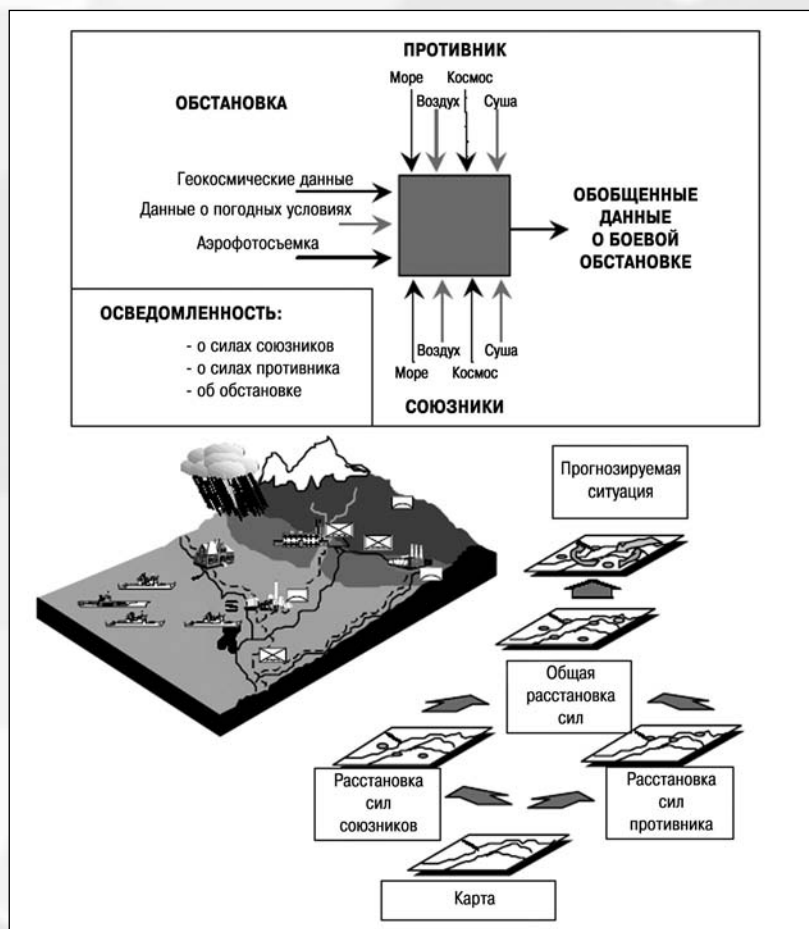 ПРОТИВНИК
Море Космос
Воздух Суша
ОБСТАНОВКА
Геокосмические данные
Данные о погодных условиях
Аэрофотосъемка
ОБОБЩЕННЫЕ
ДАННЫЕ
О БОЕВОЙ
ОБСТАНОВКЕ
ОСВЕДОМЛЕННОСТЬ:
- о силах союзников
- о силах противника
- об обстановке
Воздух Суша
Море Космос
СОЮЗНИКИ
Прогнозируемая
ситуация
Общая
расстановка
сил
Расстановка
сил
союзников
Расстановка
сил
противника
Карта